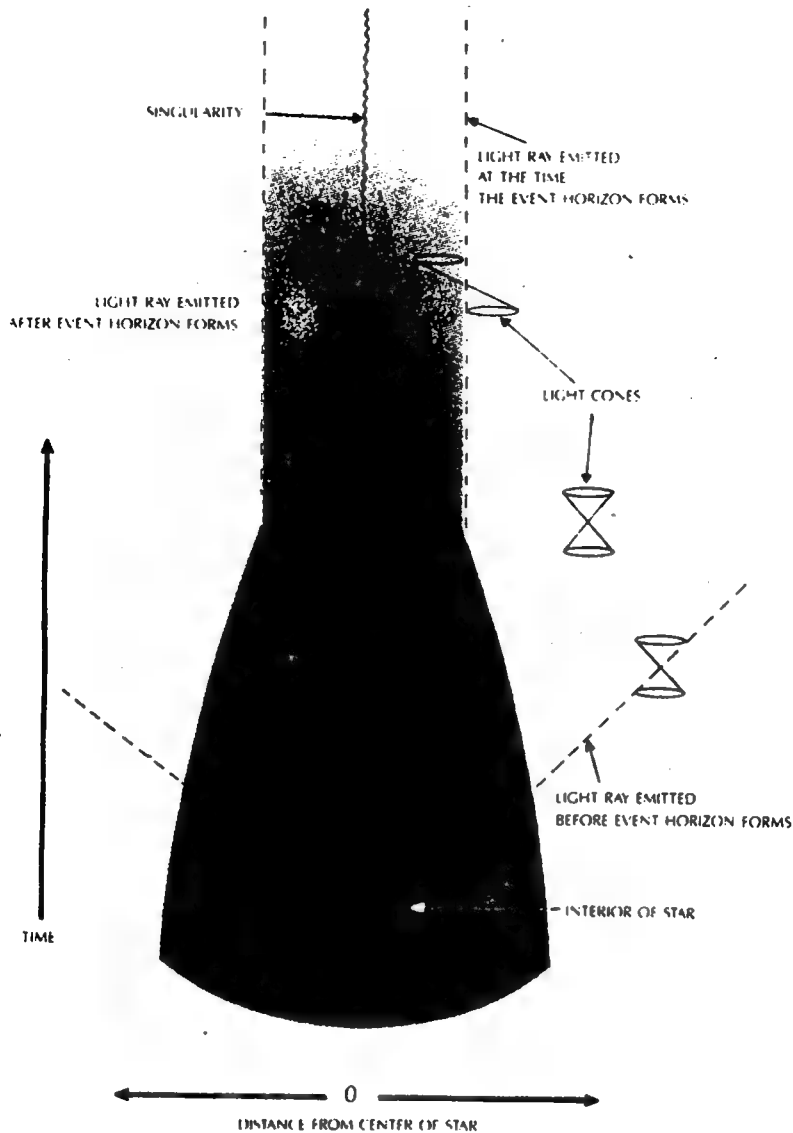 SINGULARITY
LIGHT RAY EMITTED
AT THE TIME
THE EVENT HORIZON FORMS
LIGHT RAY EMITTED
AFTER EVENT HORIZON FORMS
LIGHT CONES
LIGHT RAY EMITTED
BEFORE EVENT HORIZON FORMS
INTERIOR OF STAR
TIME
0
DISTANCE FROM CENTER OF STAR